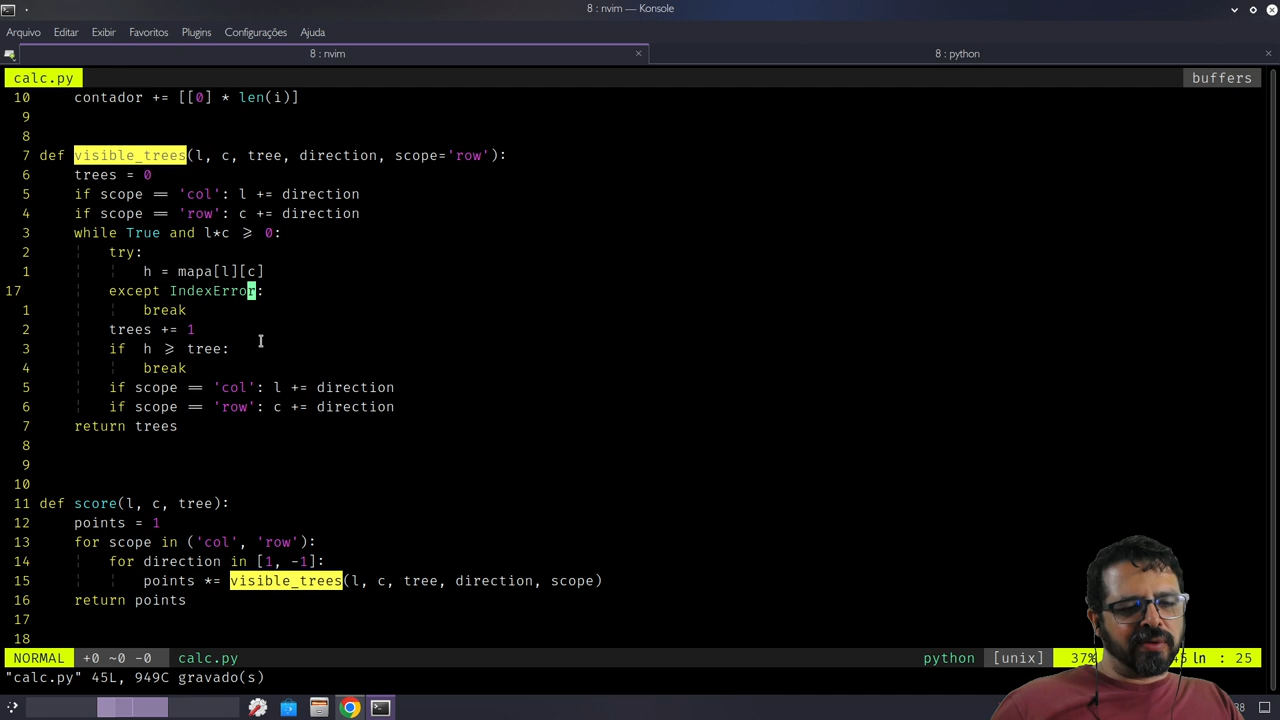 8 : nvim — Konsole
Arquivo Editar Exibir Favoritos Plugins Configurações Ajuda
8 : nvim 8 : python
calc.py buffers
10 contador += [[0] * len(i)]
9
8
7 def visible_trees(l, c, tree, direction, scope='row'):
6 trees = 0
5 if scope == 'col': l += direction
4 if scope == 'row': c += direction
3 while True and l*c >= 0:
2 try:
1 h = mapa[l][c]
17 except IndexError:
1 break
2 trees += 1
3 if h >= tree:
4 break
5 if scope == 'col': l += direction
6 if scope == 'row': c += direction
7 return trees
8
9
10
11 def score(l, c, tree):
12 points = 1
13 for scope in ('col', 'row'):
14 for direction in [1, -1]:
15 points *= visible_trees(l, c, tree, direction, scope)
16 return points
17
18
NORMAL +0 ~0 -0 calc.py python [unix] 37% ln : 25
"calc.py" 45L, 949C gravado(s)
38